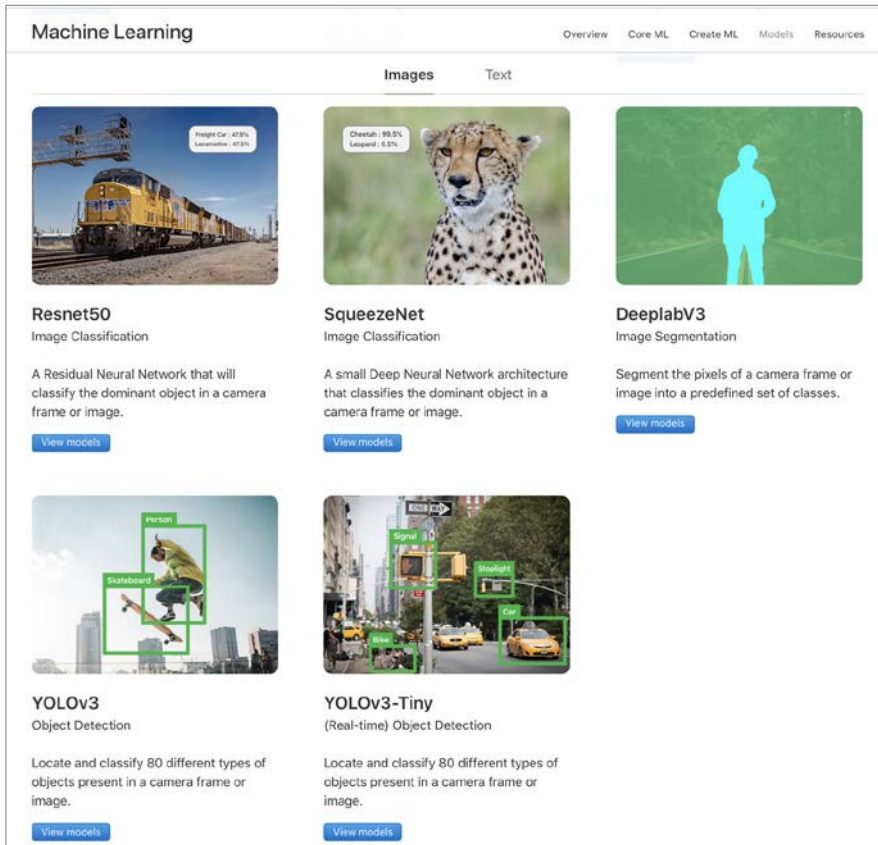 Machine Learning
Overview Core ML Create ML Models Resources
Images Text
Freight Car : 47.9%
Locomotive : 47.5%
Cheetah : 99.5%
Leopard : 0.5%
Resnet50
Image Classification
A Residual Neural Network that will
classify the dominant object in a camera
frame or image.
View models
SqueezeNet
Image Classification
A small Deep Neural Network architecture
that classifies the dominant object in a
camera frame or image.
View models
DeeplabV3
Image Segmentation
Segment the pixels of a camera frame or
image into a predefined set of classes.
View models
Person
Skateboard
ONE WAY
Signal
Stoplight
Car
Bike
YOLOv3
Object Detection
Locate and classify 80 different types of
objects present in a camera frame or
image.
View models
YOLOv3-Tiny
(Real-time) Object Detection
Locate and classify 80 different types of
objects present in a camera frame or
image.
View models